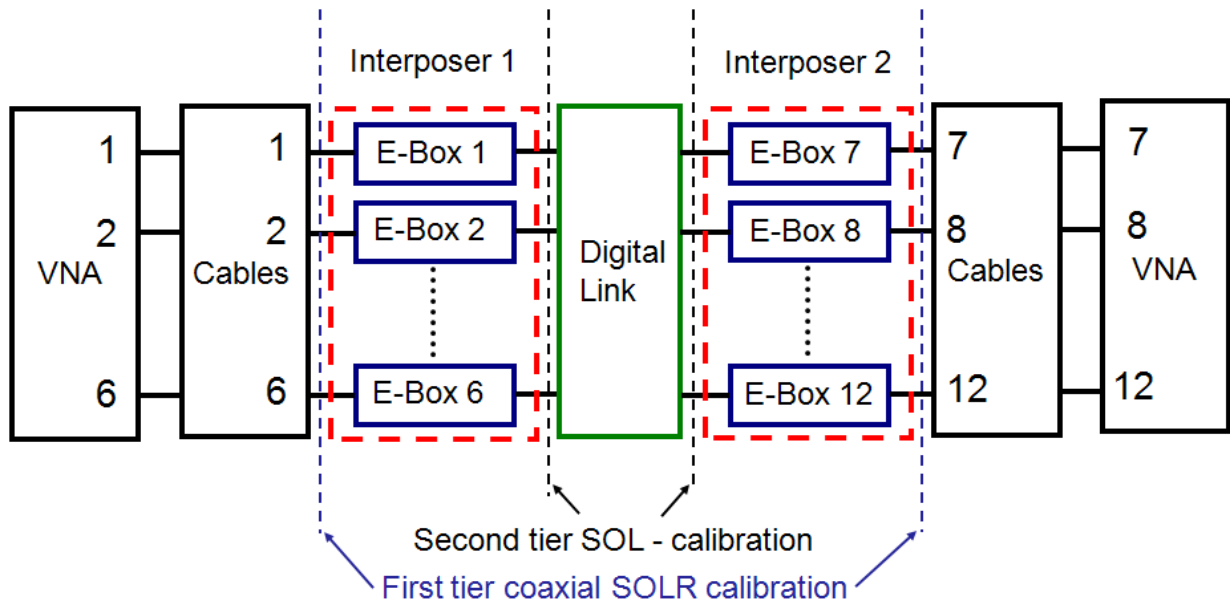 Interposer 1
Interposer 2
1
1
E-Box 1
E-Box 7
7
7
2
2
E-Box 2
E-Box 8
8
8
VNA
Cables
Digital
Link
Cables
VNA
6
6
E-Box 6
E-Box 12
12
12
Second tier SOL - calibration
First tier coaxial SOLR calibration